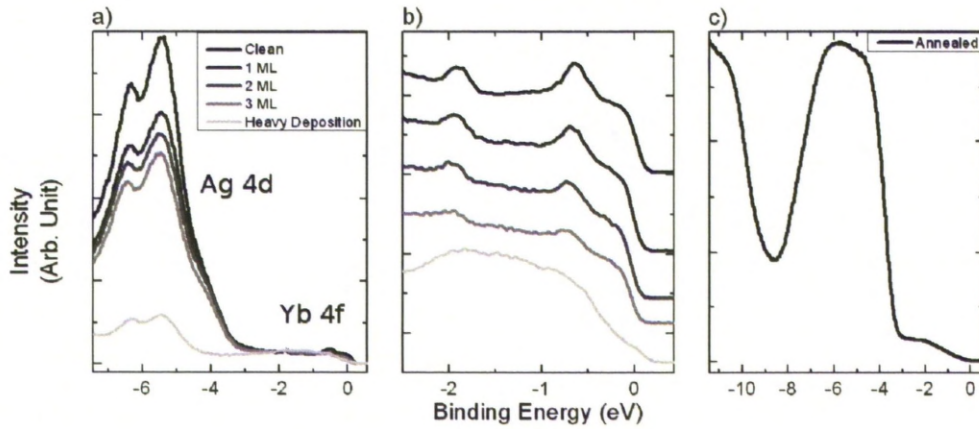 a)
Clean
1 ML
2 ML
3 ML
Heavy Deposition
Ag 4d
Yb 4f
Intensity
(Arb. Unit)
-6
-4
-2
0
b)
-2
-1
0
Binding Energy (eV)
c)
Annealed
-10
-8
-6
-4
-2
0